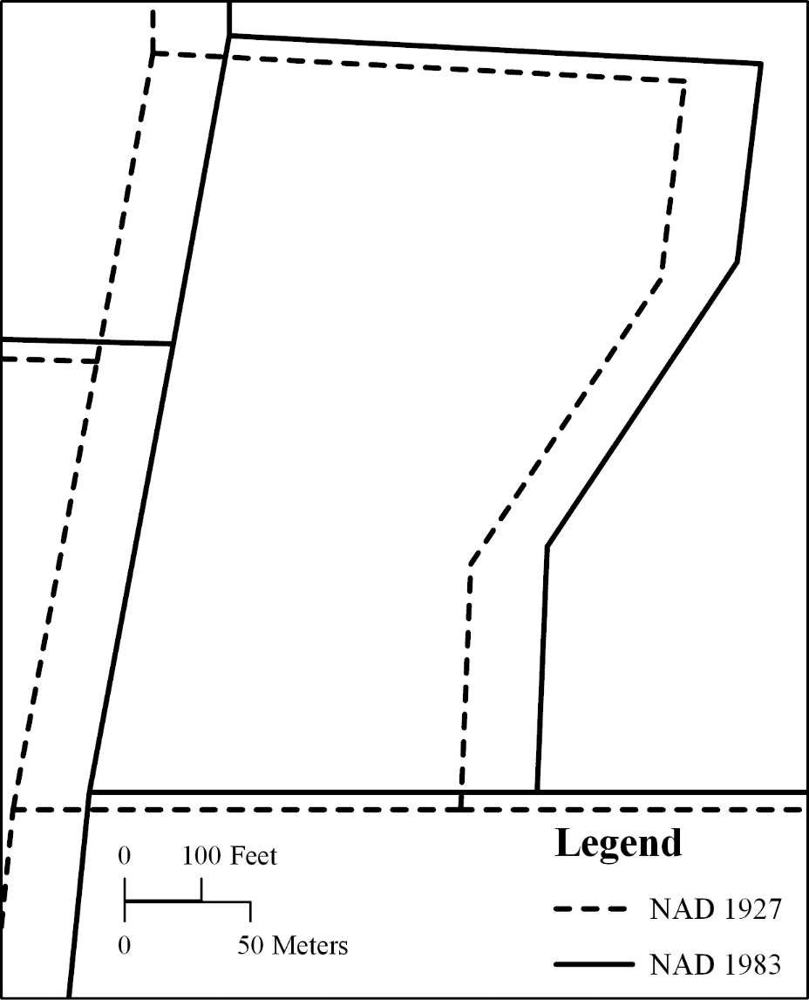 0 100 Feet
0 50 Meters
Legend
NAD 1927
NAD 1983